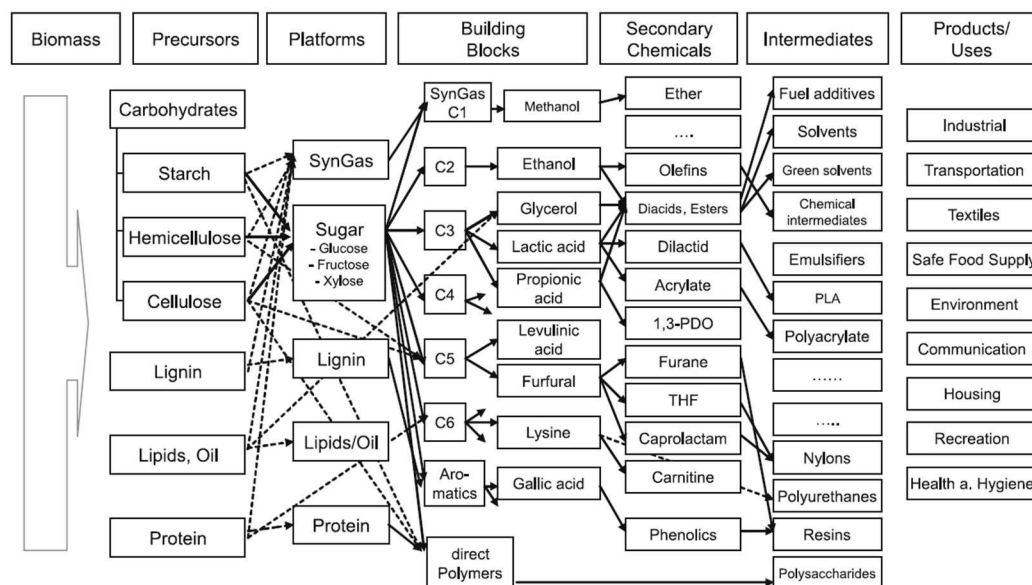 Biomass
Precursors
Platforms
Building
Blocks
Secondary
Chemicals
Intermediates
Products/
Uses
Carbohydrates
Starch
Hemicellulose
Cellulose
Lignin
Lipids, Oil
Protein
SynGas
Sugar
- Glucose
- Fructose
- Xylose
Lignin
Lipids/Oil
Protein
SynGas
C1
C2
C3
C4
C5
C6
Aro-
matics
direct
Polymers
Methanol
Ethanol
Glycerol
Lactic acid
Propionic
acid
Levulinic
acid
Furfural
Lysine
Gallic acid
Ether
....
Olefins
Diacids, Esters
Dilactid
Acrylate
1,3-PDO
Furane
THF
Caprolactam
Carnitine
Phenolics
Fuel additives
Solvents
Green solvents
Chemical
intermediates
Emulsifiers
PLA
Polyacrylate
......
.....
Nylons
Polyurethanes
Resins
Polysaccharides
Industrial
Transportation
Textiles
Safe Food Supply
Environment
Communication
Housing
Recreation
Health a. Hygiene